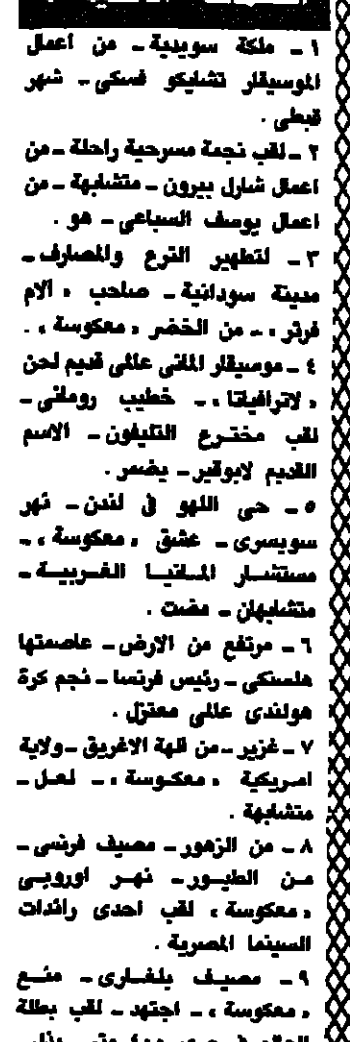 ١ ـ ملكة سويدية ـ من اعمال
الموسيقار تشايكو فسكى ـ شهر
قبطى .
٢ ـ لقب نجمة مسرحية راحلة ـ من
اعمال شارل بيرون ـ متشابهة ـ من
اعمال يوسف السباعى ـ هو .
٣ ـ لتطهير الترع والمصارف ـ
مدينة سودانية ـ صاحب « الام
فرتر » ـ من الخضر « معكوسة » .
٤ ـ موسيقار المانى عالمى قديم لحن
« لاترافياتا » ـ خطيب رومانى ـ
لقب مخترع التليفون ـ الاسم
القديم لابوقير ـ يضمر .
٥ ـ حى اللهو فى لندن ـ نهر
سويسرى ـ عشق « معكوسة » ـ
مستشار المانيا الغربية ـ
متشابهان ـ مضت .
٦ ـ مرتفع من الارض ـ عاصمتها
هلسنكى ـ رئيس فرنسا ـ نجم كرة
هولندى عالمى معتزل .
٧ ـ غزير ـ من الهة الاغريق ـ ولاية
امريكية « معكوسة » ـ لعل ـ
متشابهة .
٨ ـ من الزهور ـ مصيف فرنسى ـ
من الطيور ـ نهر اوروبى
« معكوسة » لقب احدى رائدات
السينما المصرية .
٩ ـ مصيف بلغارى ـ منع
« معكوسة » ـ اجتهد ـ لقب بطلة